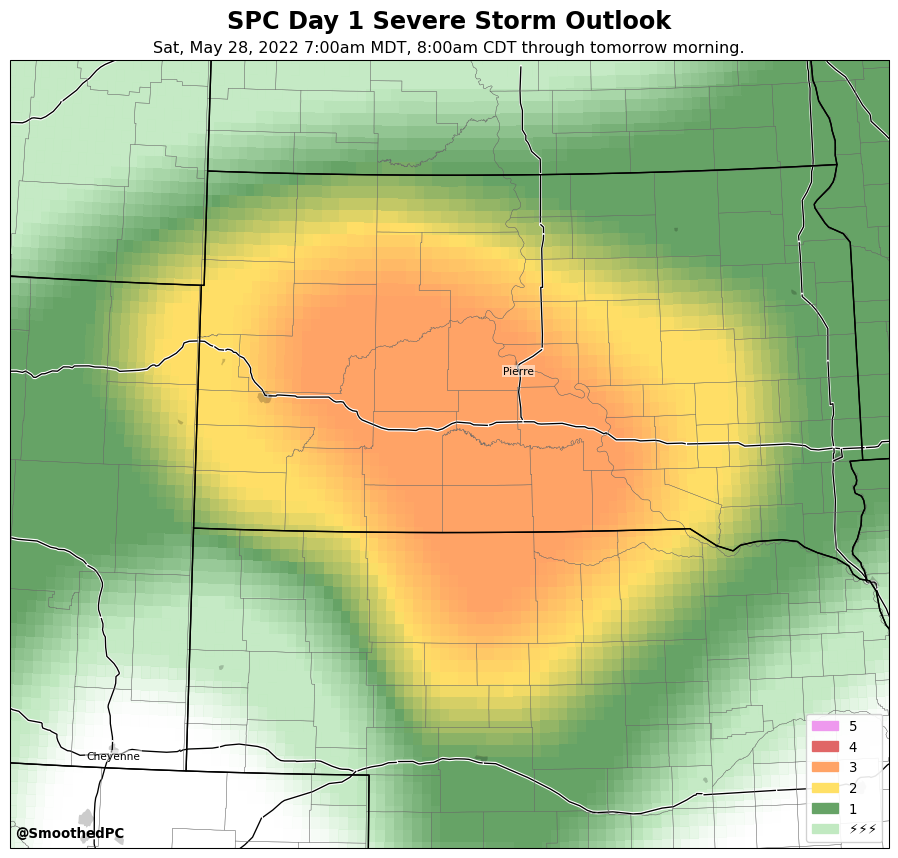 SPC Day 1 Severe Storm Outlook
Sat, May 28, 2022 7:00am MDT, 8:00am CDT through tomorrow morning.
Pierre
Cheyenne
5
4
3
2
1
⚡⚡⚡
@SmoothedPC